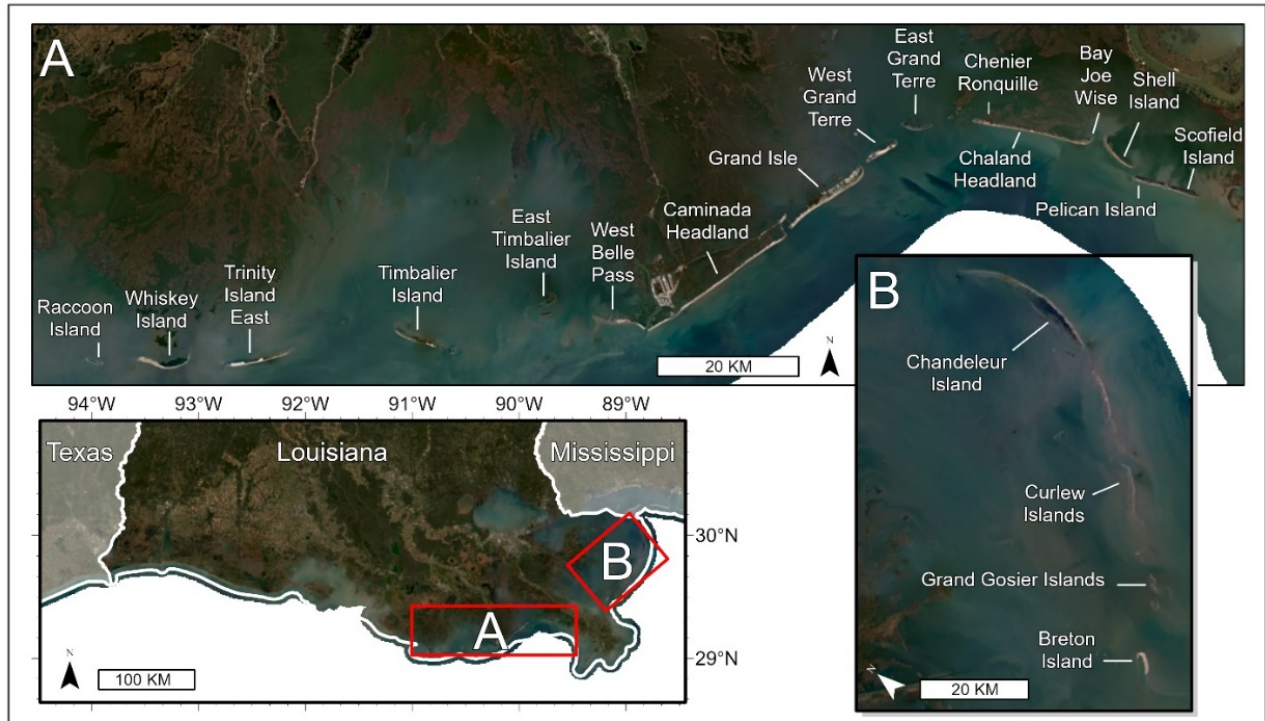 A
Raccoon
Island
Whiskey
Island
Trinity
Island
East
Timbalier
Island
East
Timbalier
Island
West
Belle
Pass
Caminada
Headland
Grand Isle
West
Grand
Terre
East
Grand
Terre
Chenier
Ronquille
Chaland
Headland
Bay
Joe
Wise
Shell
Island
Scofield
Island
Pelican Island
20 KM
N
94°W 93°W 92°W 91°W 90°W 89°W
Texas
Louisiana
Mississippi
30°N
29°N
A
B
N
100 KM
B
Chandeleur
Island
Curlew
Islands
Grand Gosier Islands
Breton
Island
N
20 KM